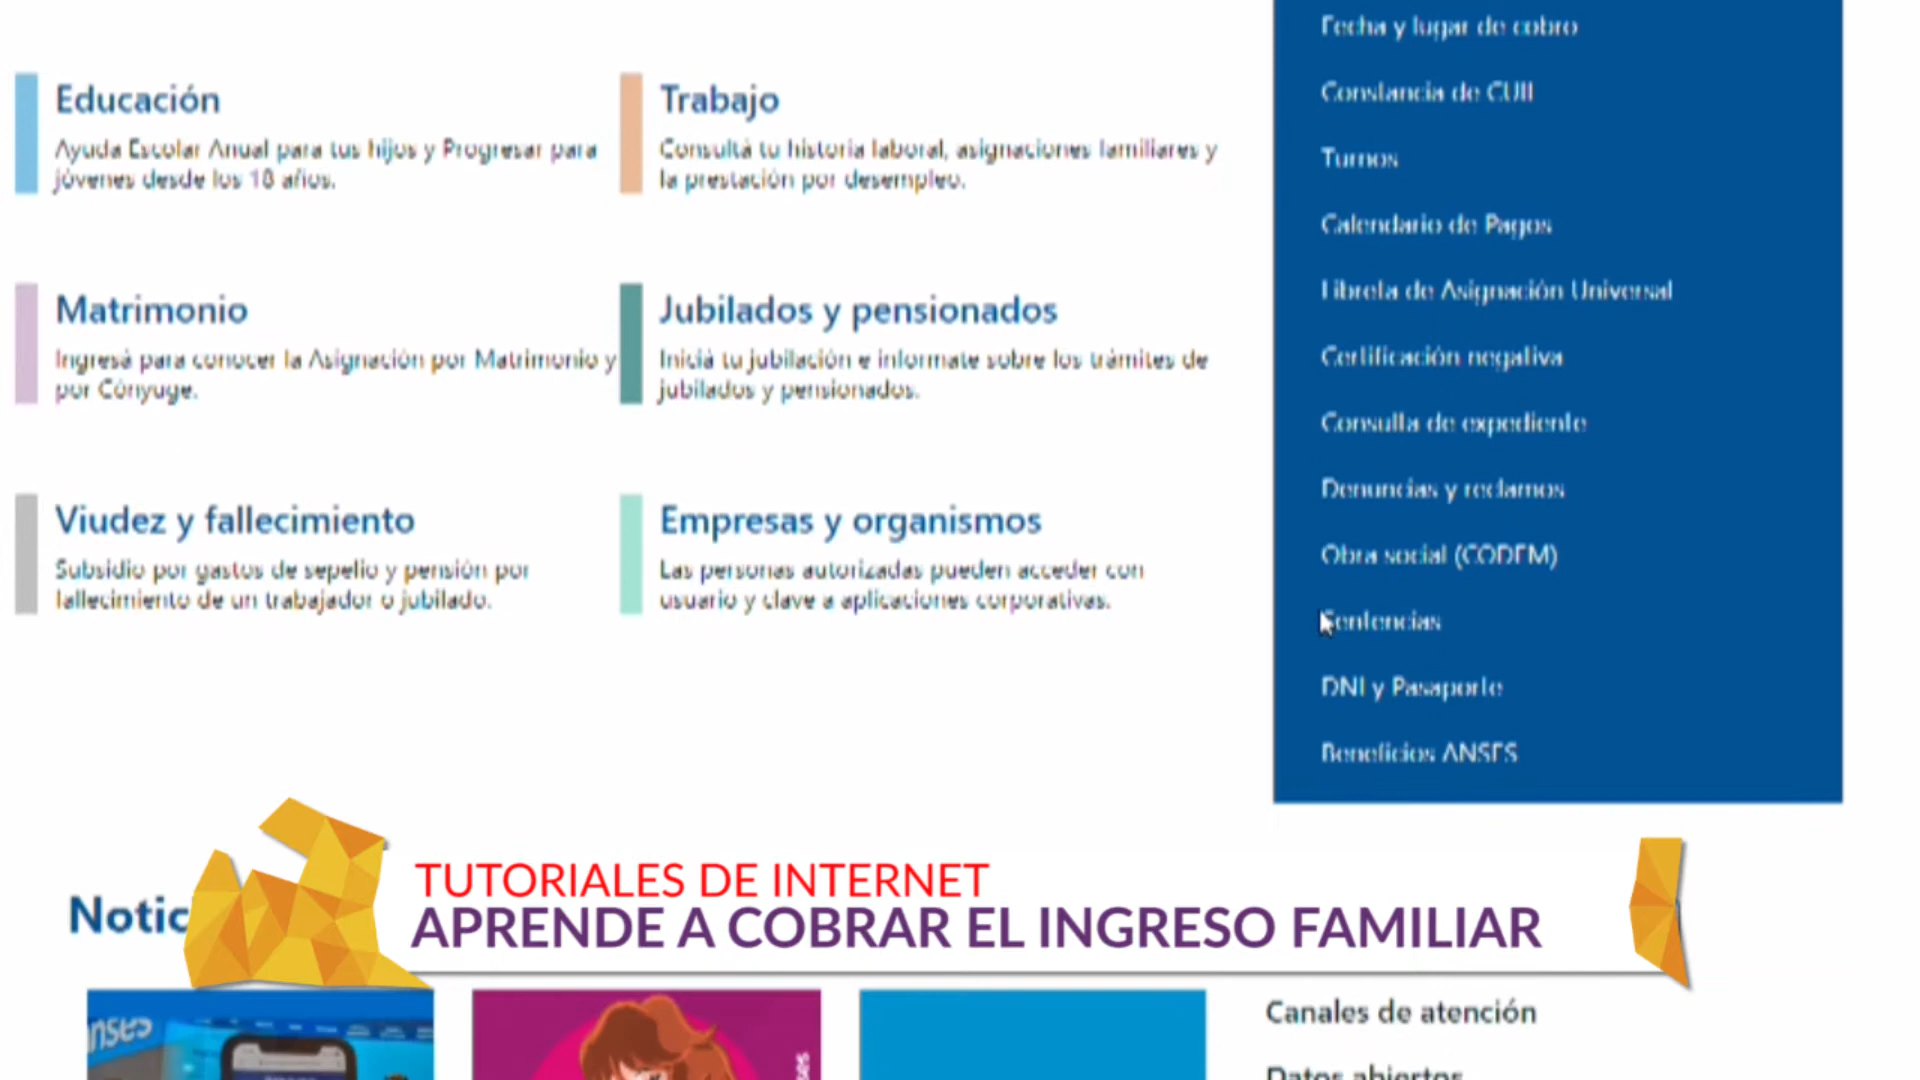 Educación
Ayuda Escolar Anual para tus hijos y Progresar para
jóvenes desde los 18 años.
Trabajo
Consultá tu historia laboral, asignaciones familiares y
la prestación por desempleo.
Matrimonio
Ingresá para conocer la Asignación por Matrimonio y
por Cónyuge.
Jubilados y pensionados
Iniciá tu jubilación e informate sobre los trámites de
jubilados y pensionados.
Viudez y fallecimiento
Subsidio por gastos de sepelio y pensión por
fallecimiento de un trabajador o jubilado.
Empresas y organismos
Las personas autorizadas pueden acceder con
usuario y clave a aplicaciones corporativas.
Fecha y lugar de cobro
Constancia de CUIL
Turnos
Calendario de Pagos
Libreta de Asignación Universal
Certificación negativa
Consulta de expediente
Denuncias y reclamos
Obra social (CODEM)
Sentencias
DNI y Pasaporte
Beneficios ANSES
Notic
TUTORIALES DE INTERNET
APRENDE A COBRAR EL INGRESO FAMILIAR
anses
Canales de atención
Datos abiertos